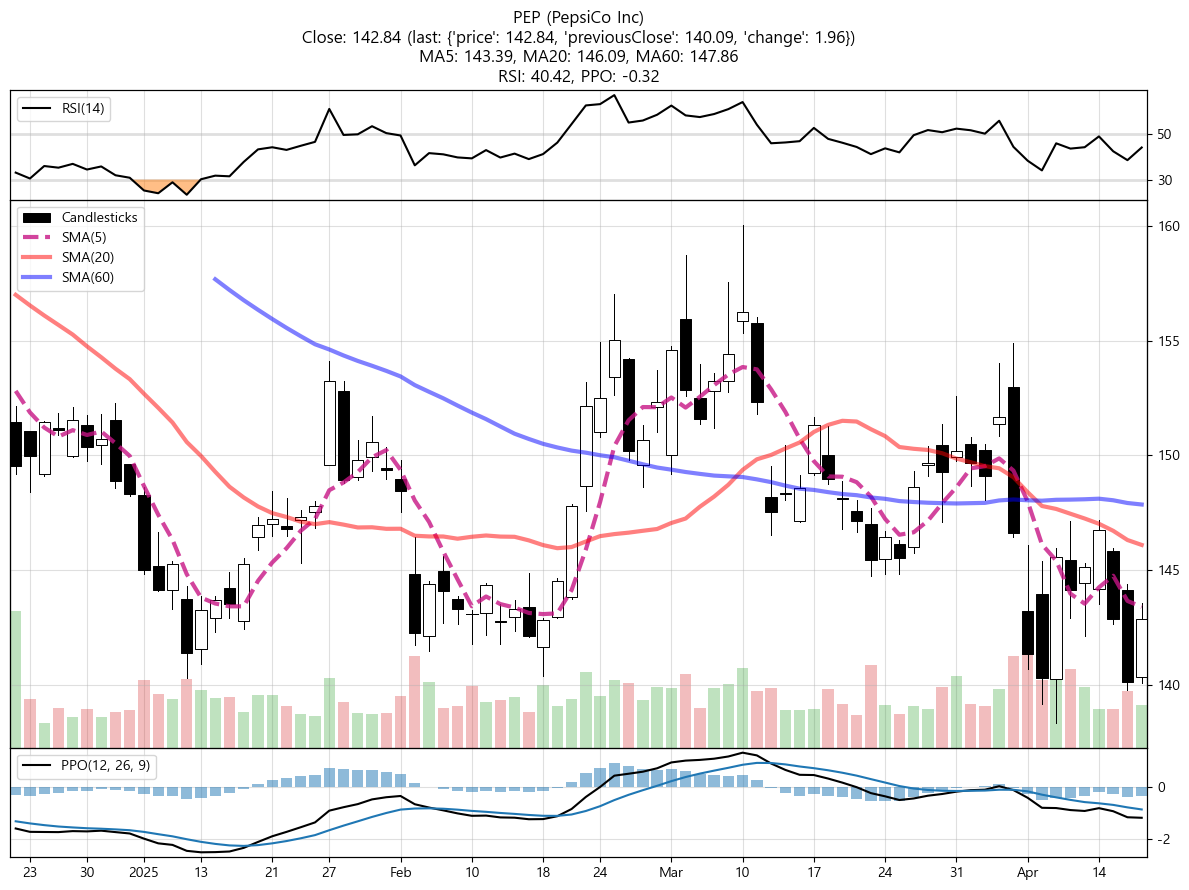 PEP (PepsiCo Inc)
Close: 142.84 (last: {'price': 142.84, 'previousClose': 140.09, 'change': 1.96})
MA5: 143.39, MA20: 146.09, MA60: 147.86
RSI: 40.42, PPO: -0.32
RSI(14)
50
30
Candlesticks
SMA(5)
SMA(20)
SMA(60)
160
155
150
145
140
PPO(12, 26, 9)
0
-2
23 30 2025 13 21 27 Feb 10 18 24 Mar 10 17 24 31 Apr 14